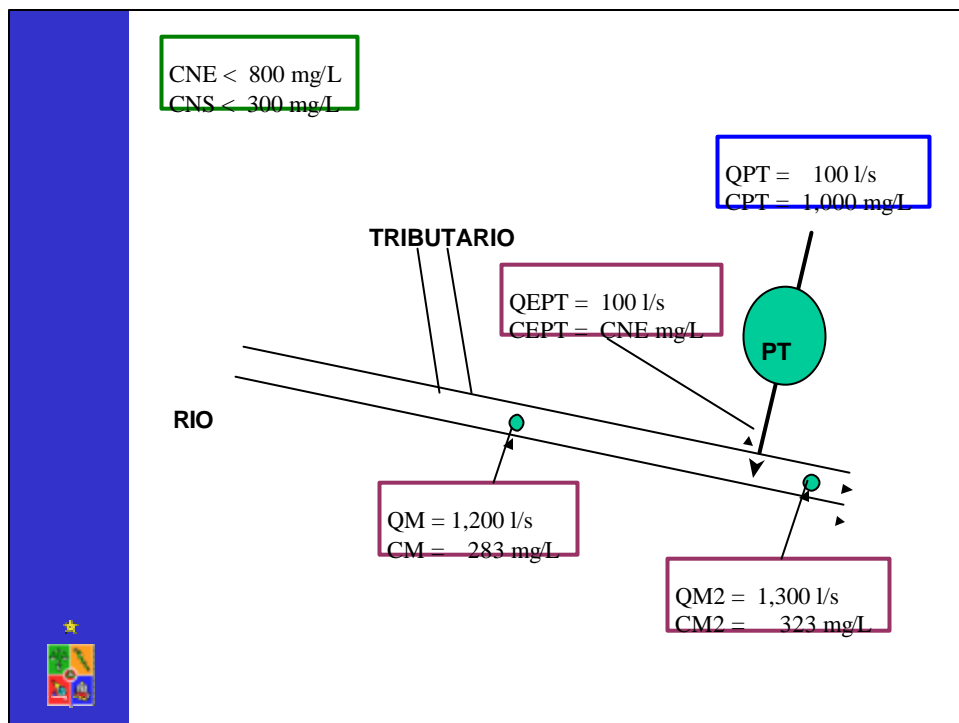 CNE < 800 mg/L
CNS < 300 mg/L
QPT = 100 l/s
CPT = 1,000 mg/L
TRIBUTARIO
QEPT = 100 l/s
CEPT = CNE mg/L
PT
RIO
QM = 1,200 l/s
CM = 283 mg/L
QM2 = 1,300 l/s
CM2 = 323 mg/L